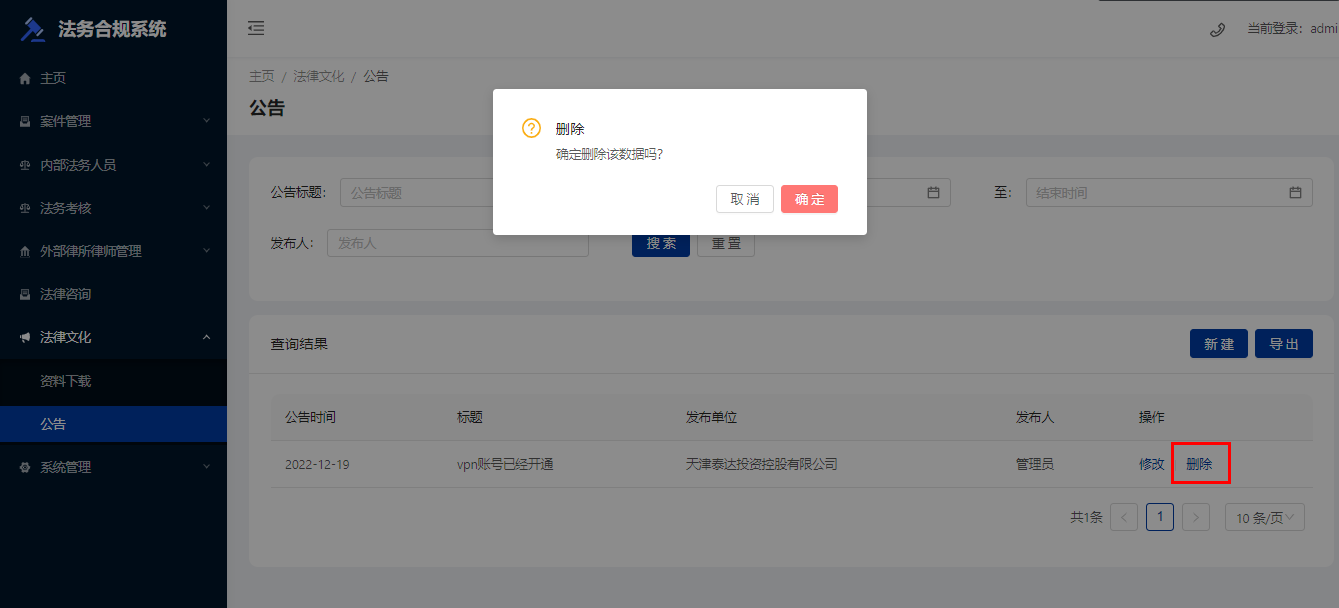 法务合规系统
当前登录：admi
主页
案件管理
内部法务人员
法务考核
外部律所律师管理
法律咨询
法律文化
资料下载
公告
系统管理
主页 / 法律文化 / 公告
公告
删除
确定删除该数据吗?
取 消
确 定
公告标题:
公告标题
至:
结束时间
发布人:
发布人
搜 索
重 置
查询结果
新 建
导 出
公告时间 标题 发布单位 发布人 操作
2022-12-19 vpn账号已经开通 天津泰达投资控股有限公司 管理员 修改 删除
共1条 < 1 > 10 条/页